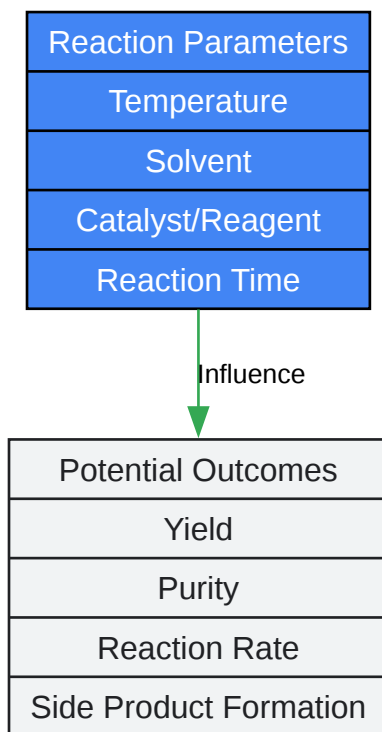 Reaction Parameters
Temperature
Solvent
Catalyst/Reagent
Reaction Time
Influence
Potential Outcomes
Yield
Purity
Reaction Rate
Side Product Formation